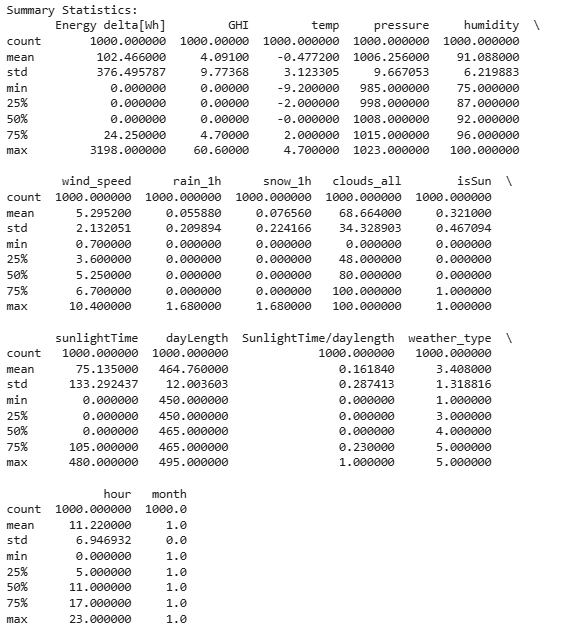 Summary Statistics:
Energy delta[Wh] GHI temp pressure humidity \
count 1000.000000 1000.00000 1000.000000 1000.000000 1000.000000
mean 102.466000 4.09100 -0.477200 1006.256000 91.088000
std 376.495787 9.77368 3.123305 9.667053 6.219883
min 0.000000 0.00000 -9.200000 985.000000 75.000000
25% 0.000000 0.00000 -2.000000 998.000000 87.000000
50% 0.000000 0.00000 -0.000000 1008.000000 92.000000
75% 24.250000 4.70000 2.000000 1015.000000 96.000000
max 3198.000000 60.60000 4.700000 1023.000000 100.000000
wind_speed rain_1h snow_1h clouds_all isSun \
count 1000.000000 1000.000000 1000.000000 1000.000000 1000.000000
mean 5.295200 0.055880 0.076560 68.664000 0.321000
std 2.132051 0.209894 0.224166 34.328903 0.467094
min 0.700000 0.000000 0.000000 0.000000 0.000000
25% 3.600000 0.000000 0.000000 48.000000 0.000000
50% 5.250000 0.000000 0.000000 80.000000 0.000000
75% 6.700000 0.000000 0.000000 100.000000 1.000000
max 10.400000 1.680000 1.680000 100.000000 1.000000
sunlightTime dayLength SunlightTime/daylength weather_type \
count 1000.000000 1000.000000 1000.000000 1000.000000
mean 75.135000 464.760000 0.161840 3.408000
std 133.292437 12.003603 0.287413 1.318816
min 0.000000 450.000000 0.000000 1.000000
25% 0.000000 450.000000 0.000000 3.000000
50% 0.000000 465.000000 0.000000 4.000000
75% 105.000000 465.000000 0.230000 5.000000
max 480.000000 495.000000 1.000000 5.000000
hour month
count 1000.000000 1000.0
mean 11.220000 1.0
std 6.946932 0.0
min 0.000000 1.0
25% 5.000000 1.0
50% 11.000000 1.0
75% 17.000000 1.0
max 23.000000 1.0